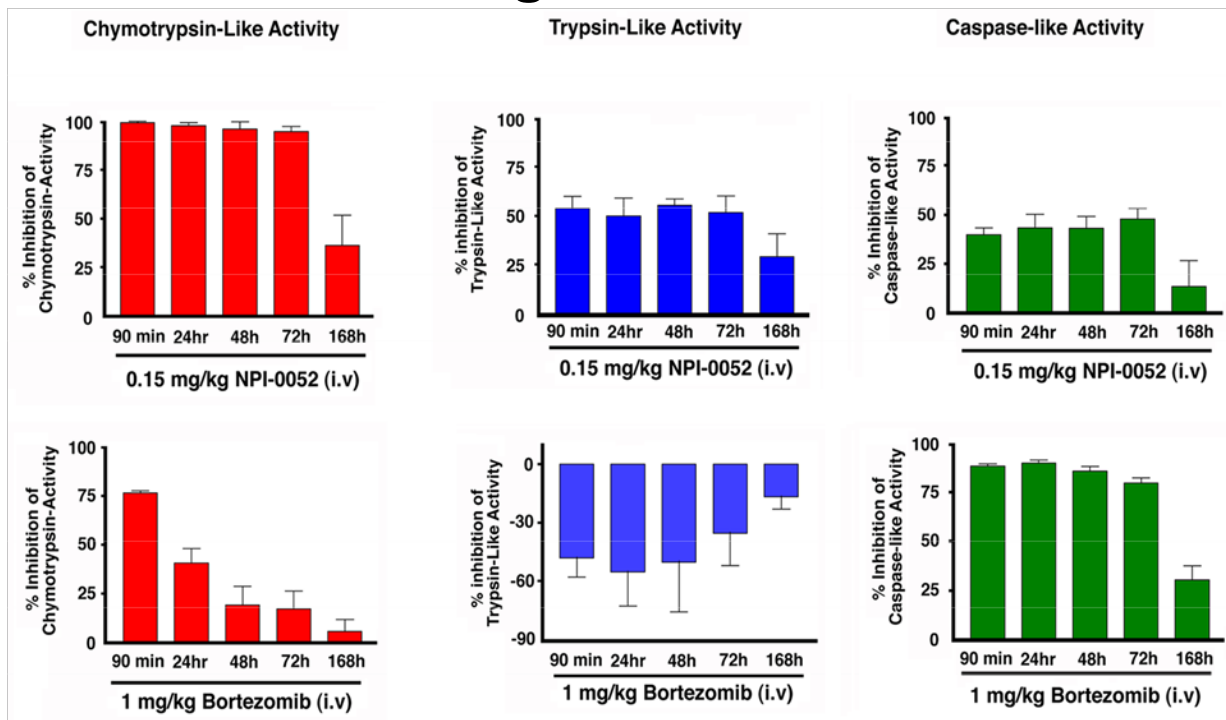 Chymotrypsin-Like Activity
Trypsin-Like Activity
Caspase-like Activity
% Inhibition of
Chymotrypsin-Activity
100
75
50
25
0
90 min 24hr 48h 72h 168h
0.15 mg/kg NPI-0052 (i.v)
% inhibition of
Trypsin-Like Activity
100
75
50
25
0
90 min 24hr 48h 72h 168h
0.15 mg/kg NPI-0052 (i.v)
% Inhibition of
Caspase-like Activity
100
75
50
25
0
90 min 24hr 48h 72h 168h
0.15 mg/kg NPI-0052 (i.v)
% Inhibition of
Chymotrypsin-Activity
100
75
50
25
0
90 min 24hr 48h 72h 168h
1 mg/kg Bortezomib (i.v)
% inhibition of
Trypsin-Like Activity
-0
-30
-60
-90
90 min 24hr 48h 72h 168h
1 mg/kg Bortezomib (i.v)
% Inhibition of
Caspase-like Activity
100
75
50
25
0
90 min 24hr 48h 72h 168h
1 mg/kg Bortezomib (i.v)